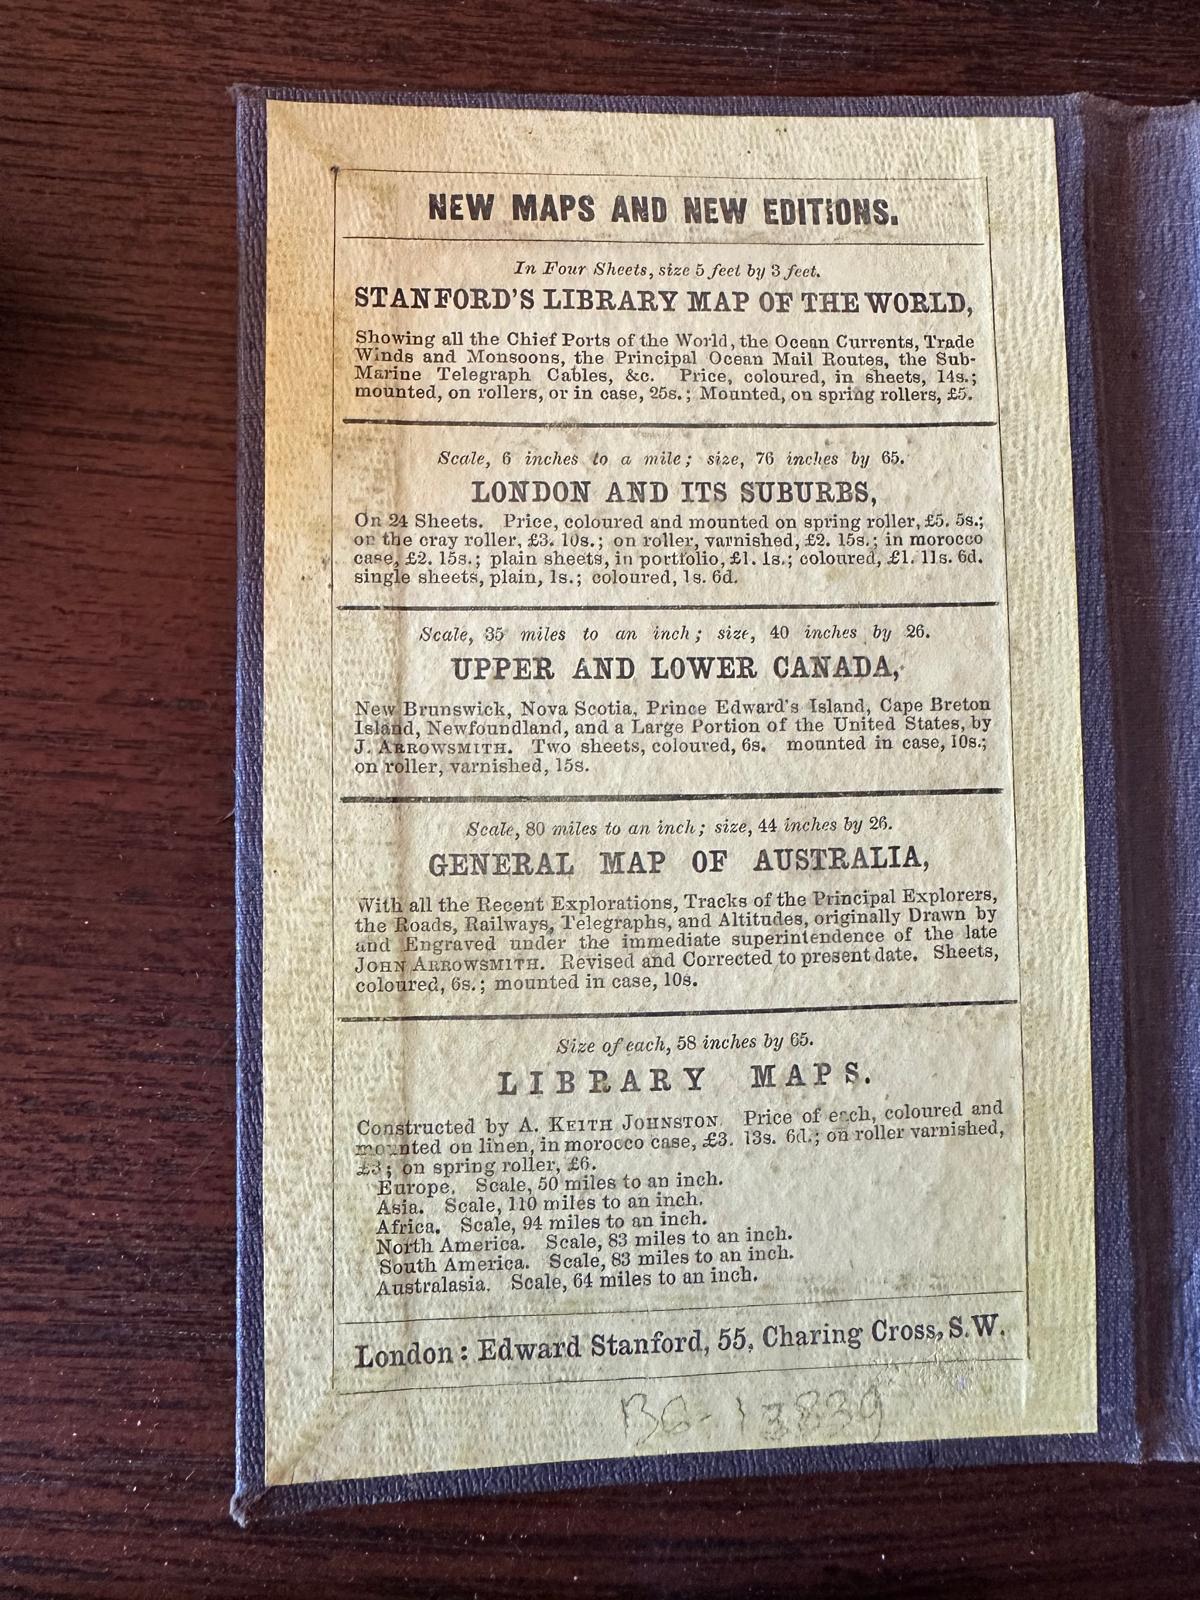 NEW MAPS AND NEW EDITIONS.
In Four Sheets, size 5 feet by 3 feet.
STANFORD'S LIBRARY MAP OF THE WORLD,
Showing all the Chief Ports of the World, the Ocean Currents, Trade
Winds and Monsoons, the Principal Ocean Mail Routes, the Sub-
Marine Telegraph Cables, &c. Price, coloured, in sheets, 14s.;
mounted, on rollers, or in case, 25s.; Mounted, on spring rollers, £5.
Scale, 6 inches to a mile; size, 76 inches by 65.
LONDON AND ITS SUBURBS,
On 24 Sheets. Price, coloured and mounted on spring roller, £5. 5s.;
on the cray roller, £3. 10s.; on roller, varnished, £2. 15s.; in morocco
case, £2. 15s.; plain sheets, in portfolio, £1. 1s.; coloured, £1. 11s. 6d.
single sheets, plain, 1s.; coloured, 1s. 6d.
Scale, 35 miles to an inch; size, 40 inches by 26.
UPPER AND LOWER CANADA,
New Brunswick, Nova Scotia, Prince Edward's Island, Cape Breton
Island, Newfoundland, and a Large Portion of the United States, by
J. ARROWSMITH. Two sheets, coloured, 6s. mounted in case, 10s.;
on roller, varnished, 15s.
Scale, 80 miles to an inch; size, 44 inches by 26.
GENERAL MAP OF AUSTRALIA,
With all the Recent Explorations, Tracks of the Principal Explorers,
the Roads, Railways, Telegraphs, and Altitudes, originally Drawn by
and Engraved under the immediate superintendence of the late
JOHN ARROWSMITH. Revised and Corrected to present date. Sheets,
coloured, 6s.; mounted in case, 10s.
Size of each, 58 inches by 65.
LIBRARY MAPS.
Constructed by A. KEITH JOHNSTON Price of each, coloured and
mounted on linen, in morocco case, £3. 13s. 6d.; on roller varnished,
£3; on spring roller, £6.
Europe. Scale, 50 miles to an inch.
Asia. Scale, 110 miles to an inch.
Africa. Scale, 94 miles to an inch.
North America. Scale, 83 miles to an inch.
South America. Scale, 83 miles to an inch.
Australasia. Scale, 64 miles to an inch.
London: Edward Stanford, 55, Charing Cross, S.W.